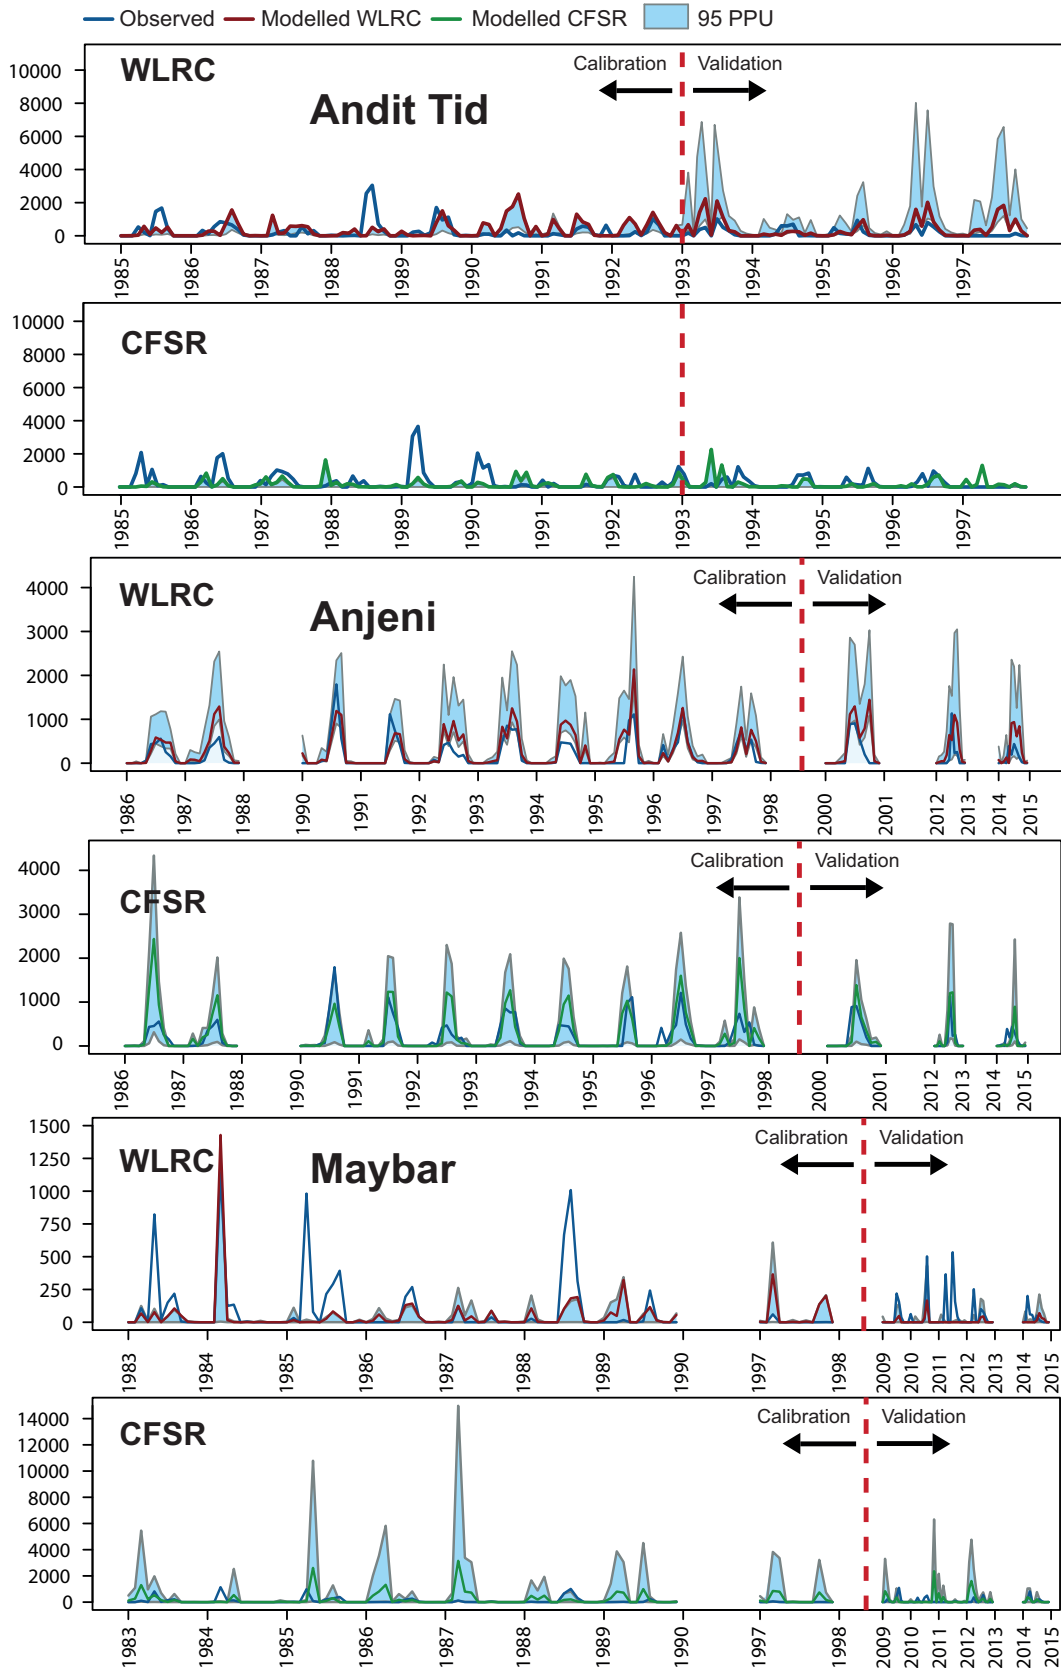 Observed Modelled WLRC Modelled CFSR 95 PPU
WLRC
Andit Tid
Calibration Validation
10000
8000
6000
4000
2000
0
1985 1986 1987 1988 1989 1990 1991 1992 1993 1994 1995 1996 1997
CFSR
10000
8000
6000
4000
2000
0
1985 1986 1987 1988 1989 1990 1991 1992 1993 1994 1995 1996 1997
WLRC
Anjeni
Calibration Validation
4000
3000
2000
1000
0
1986 1987 1988 1990 1991 1992 1993 1994 1995 1996 1997 1998 2000 2001 2012 2013 2014 2015
CFSR
Calibration Validation
4000
3000
2000
1000
0
1986 1987 1988 1990 1991 1992 1993 1994 1995 1996 1997 1998 2000 2001 2012 2013 2014 2015
WLRC
Maybar
Calibration Validation
1500
1250
1000
750
500
250
0
1983 1984 1985 1986 1987 1988 1989 1990 1997 1998 2009 2010 2011 2012 2013 2014 2015
CFSR
Calibration Validation
14000
12000
10000
8000
6000
4000
2000
0
1983 1984 1985 1986 1987 1988 1989 1990 1997 1998 2009 2010 2011 2012 2013 2014 2015